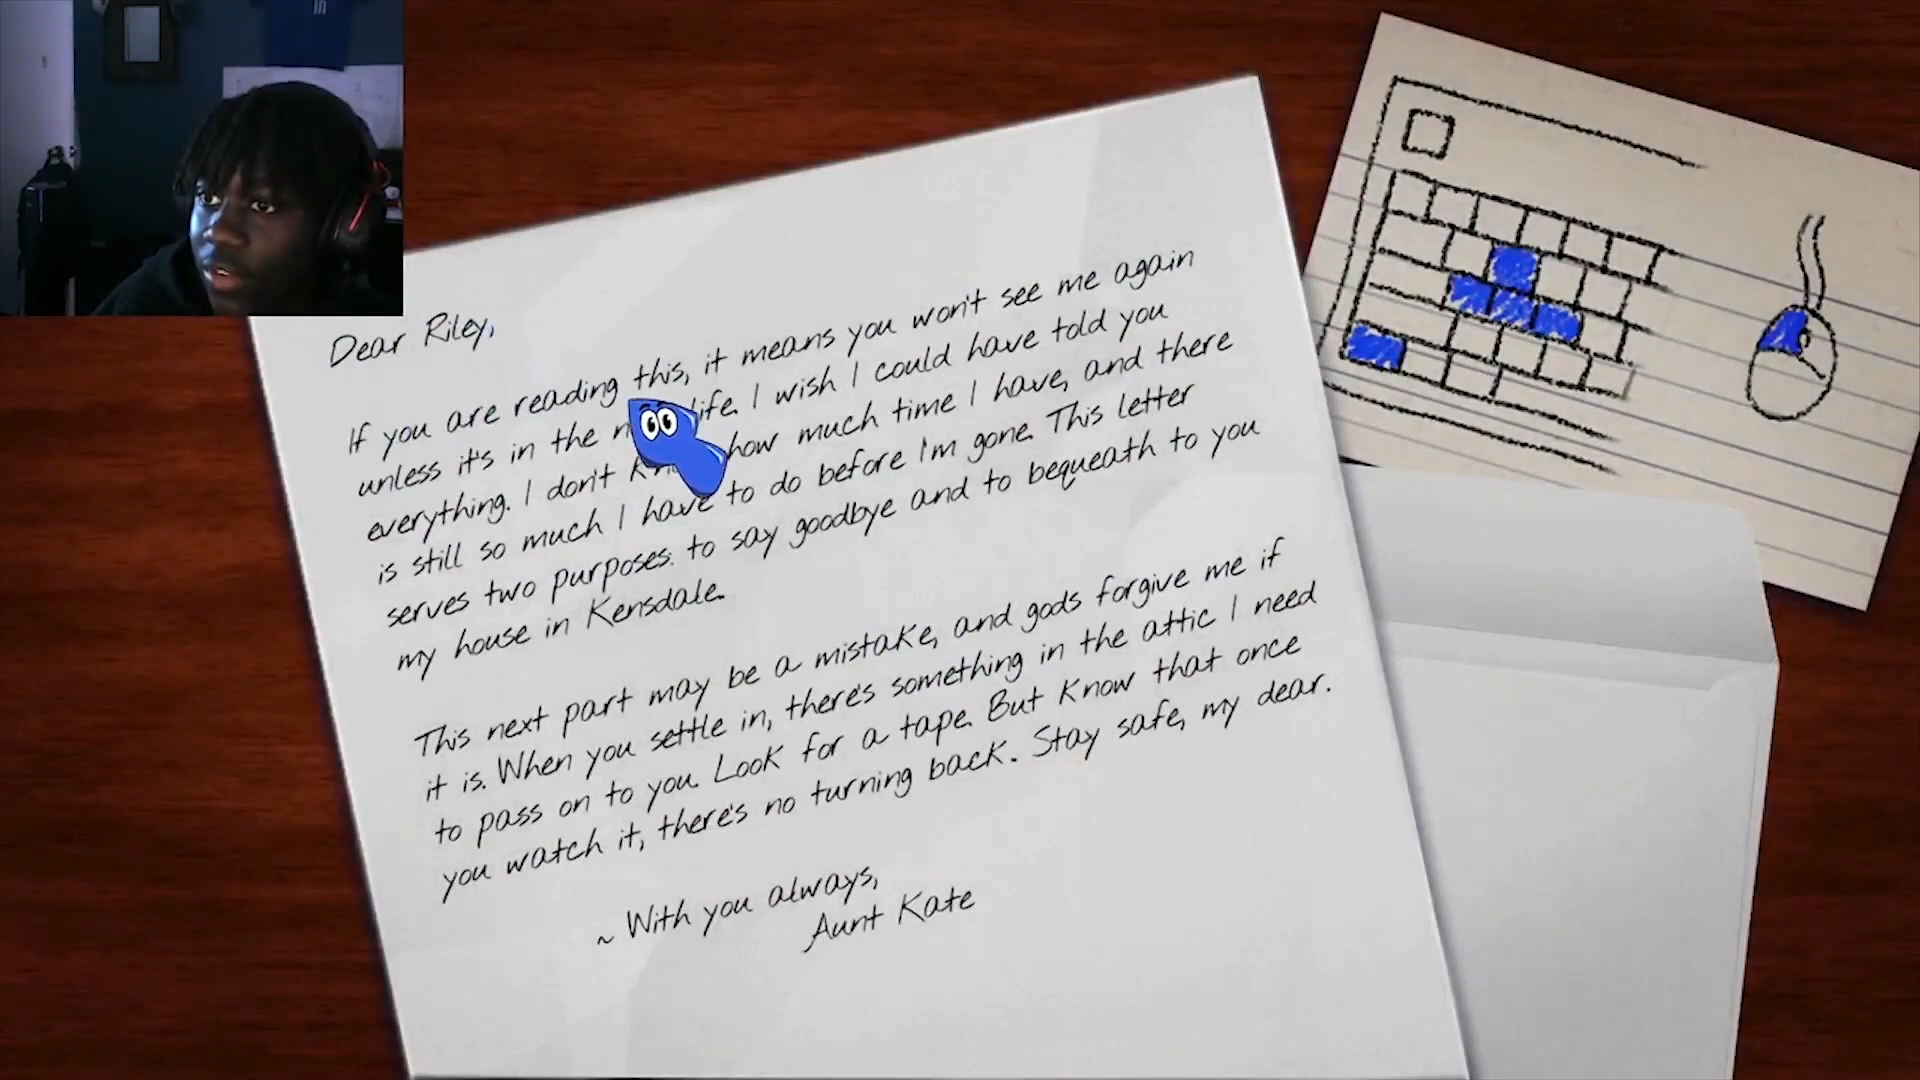 Dear Riley,
If you are reading this, it means you won't see me again
unless it's in the life. I wish I could have told you
everything. I don't how much time I have, and there
is still so much I have to do before I'm gone. This letter
serves two purposes: to say goodbye and to bequeath to you
my house in Kensdale.
This next part may be a mistake, and gods forgive me if
it is. When you settle in, there's something in the attic I need
to pass on to you. Look for a tape. But know that once
you watch it, there's no turning back. Stay safe, my dear.
~ With you always,
Aunt Kate